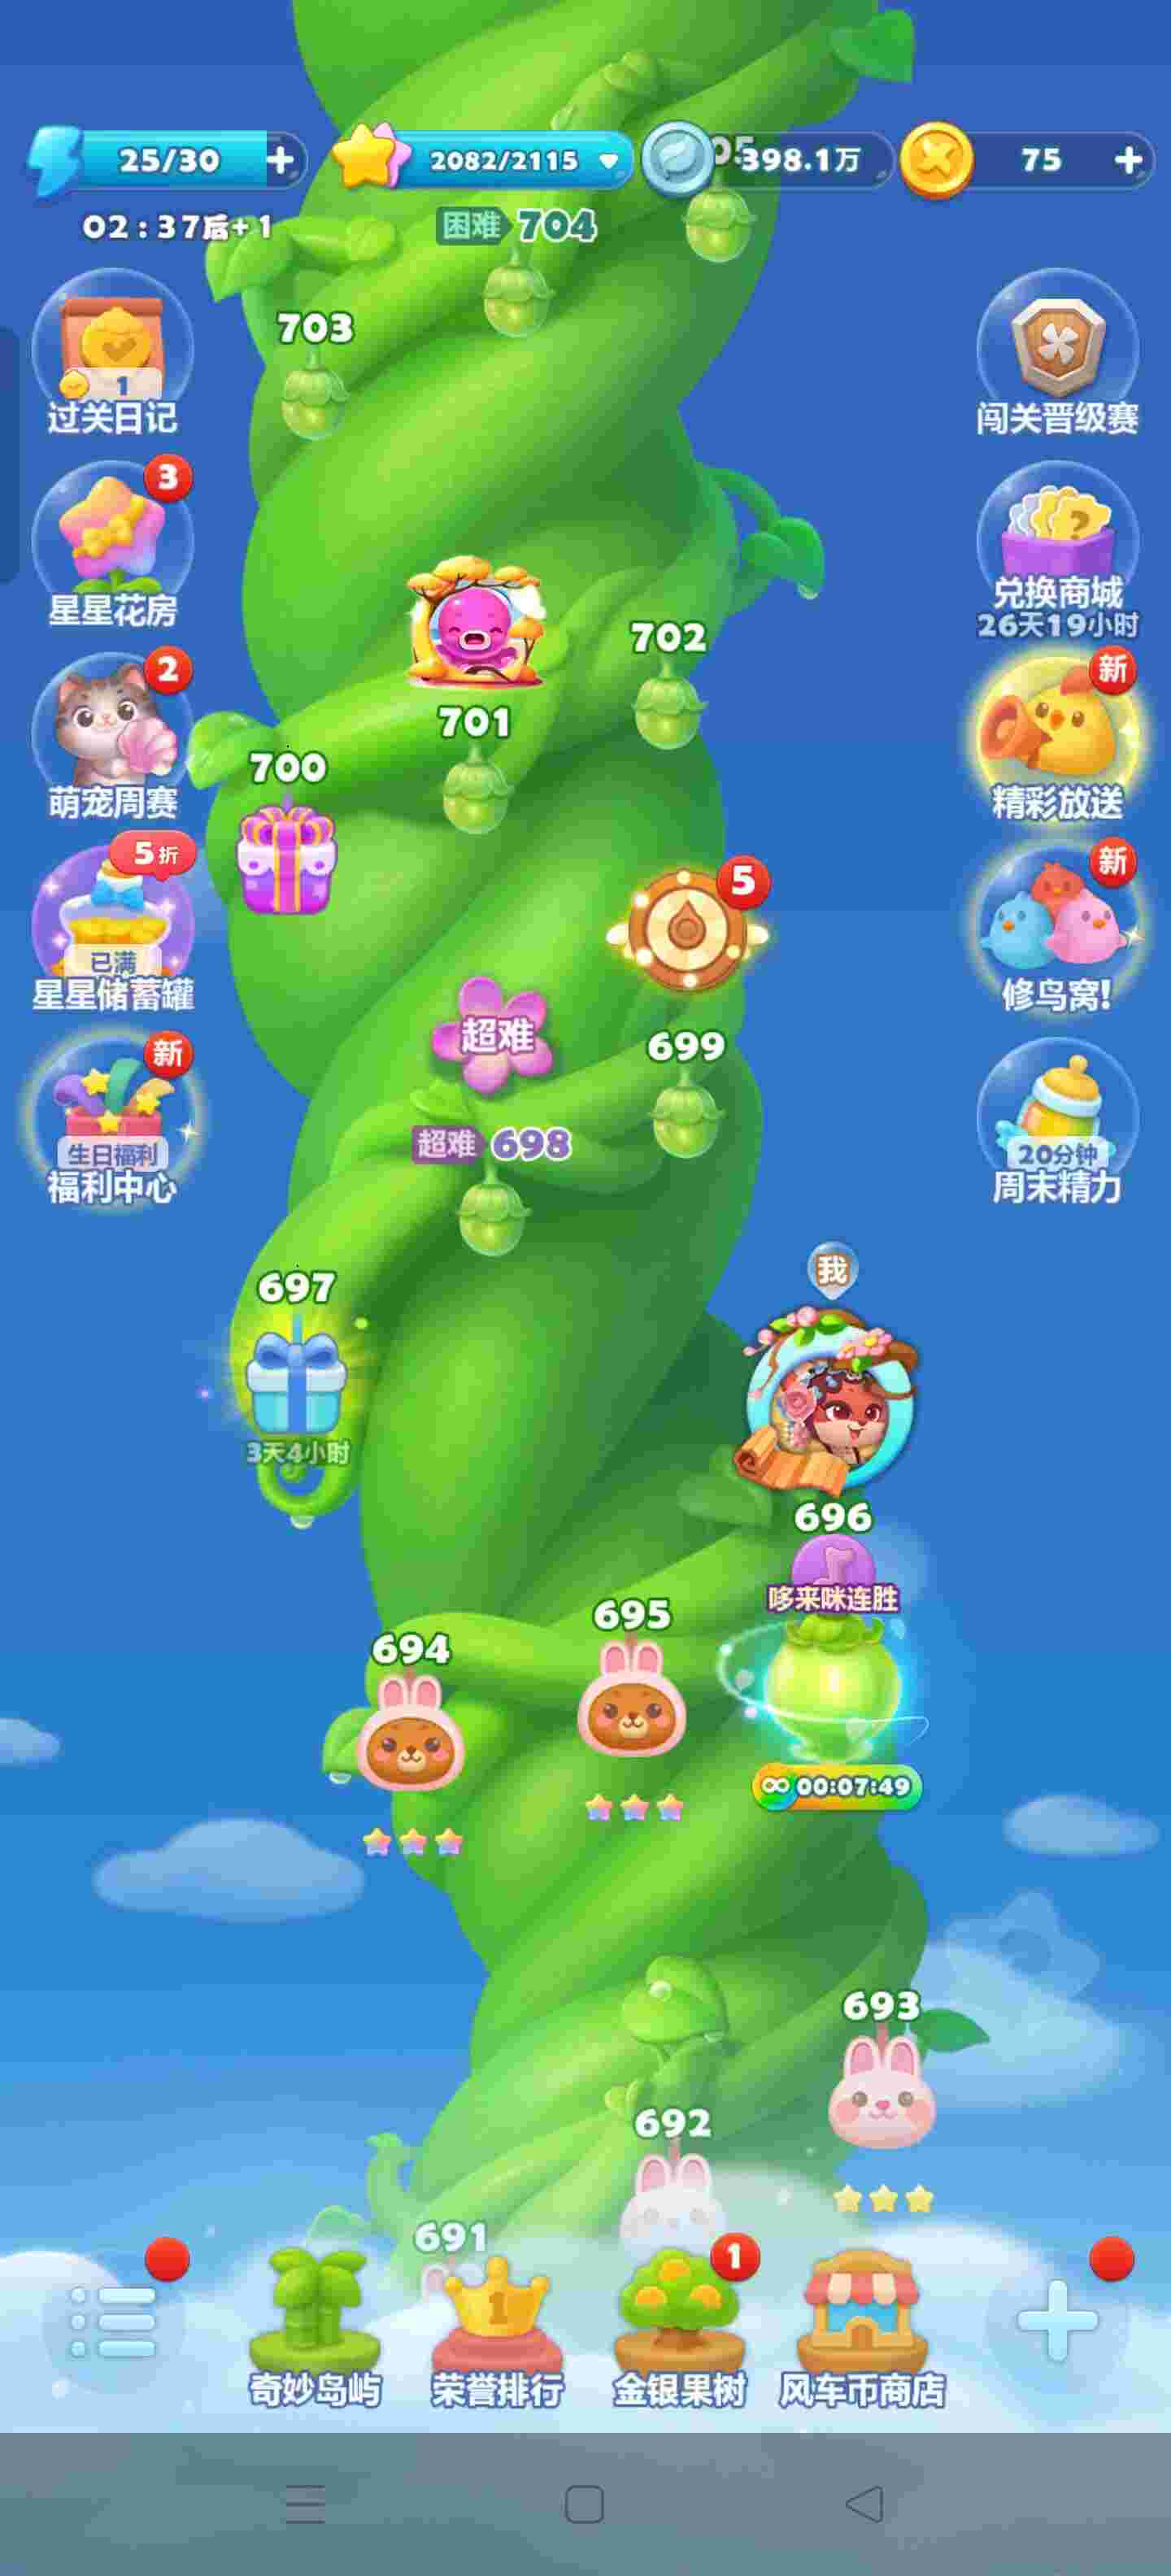 25/30
2082/2115
398.1万
75
02:37后+1
困难 704
703
1
过关日记
闯关晋级赛
3
星星花房
兑换商城
26天19小时
702
2
萌宠周赛
701
新
精彩放送
700
5折
已满
星星储蓄罐
5
新
修鸟窝!
超难
699
新
生日福利
福利中心
超难 698
20分钟
周末精力
697
3天4小时
我
696
哆来咪连胜
695
694
00:07:49
693
692
691
1
1
奇妙岛屿
荣誉排行
金银果树
风车币商店